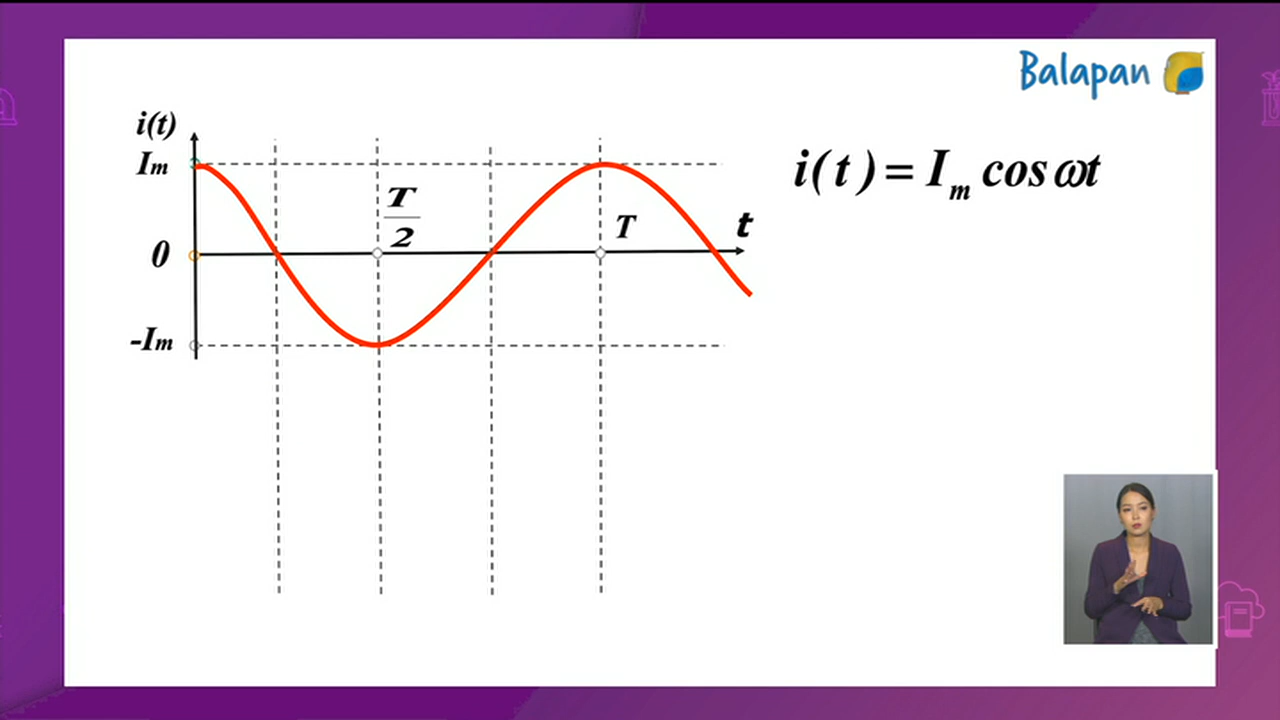 Balapan
i(t)
Im
i(t)=Im cos ωt
T
2
T
t
0
-Im